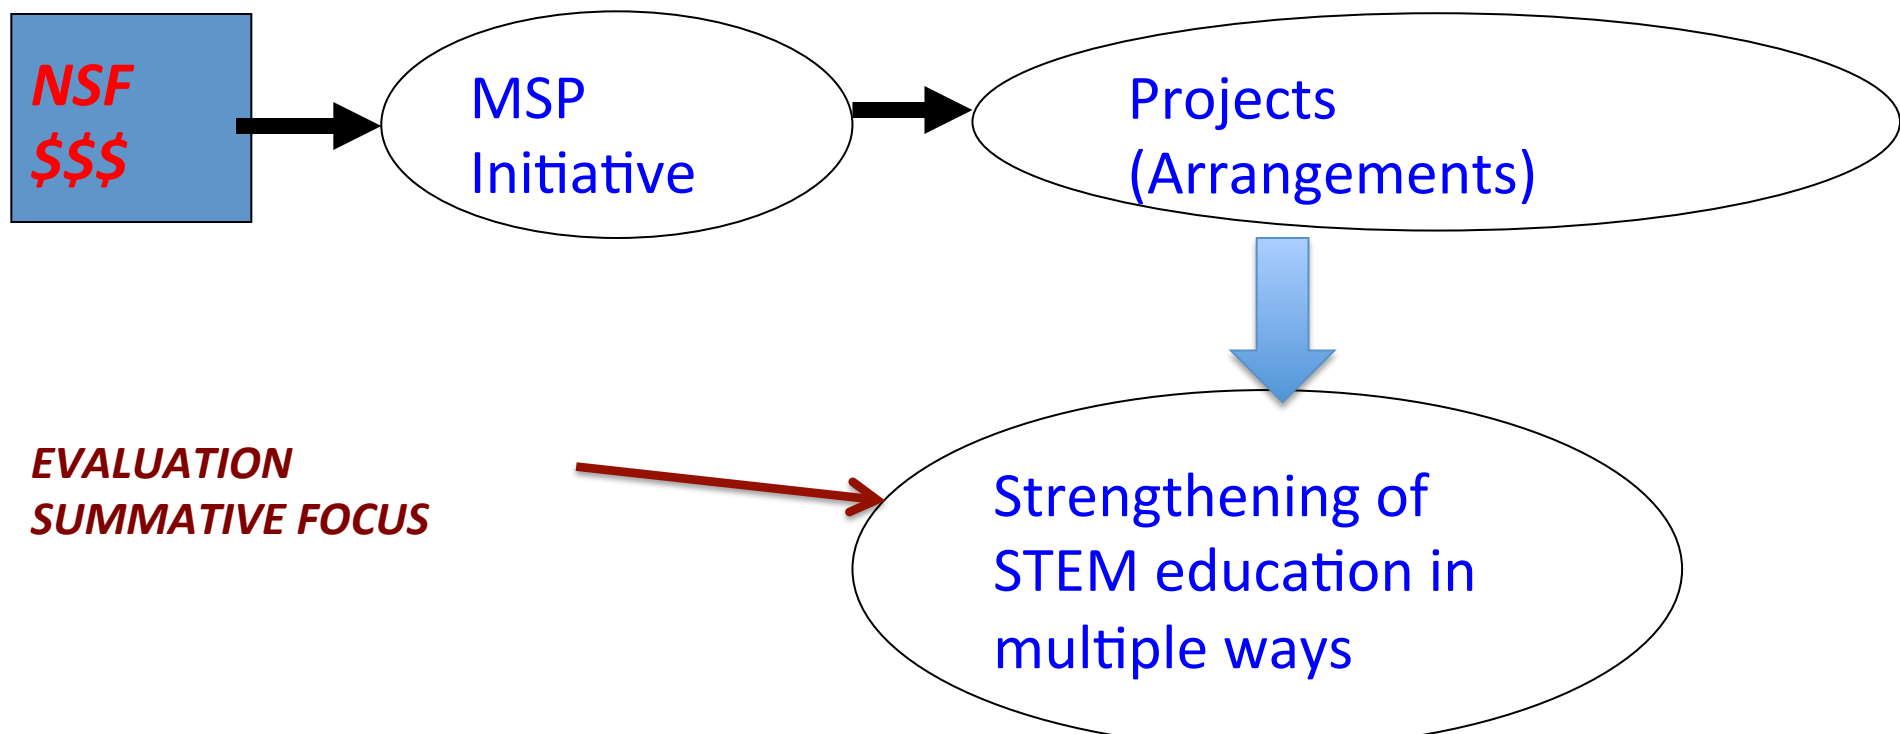 NSF
$$$
MSP
Initiative
Projects
(Arrangements)
EVALUATION
SUMMATIVE FOCUS
Strengthening of
STEM education in
multiple ways